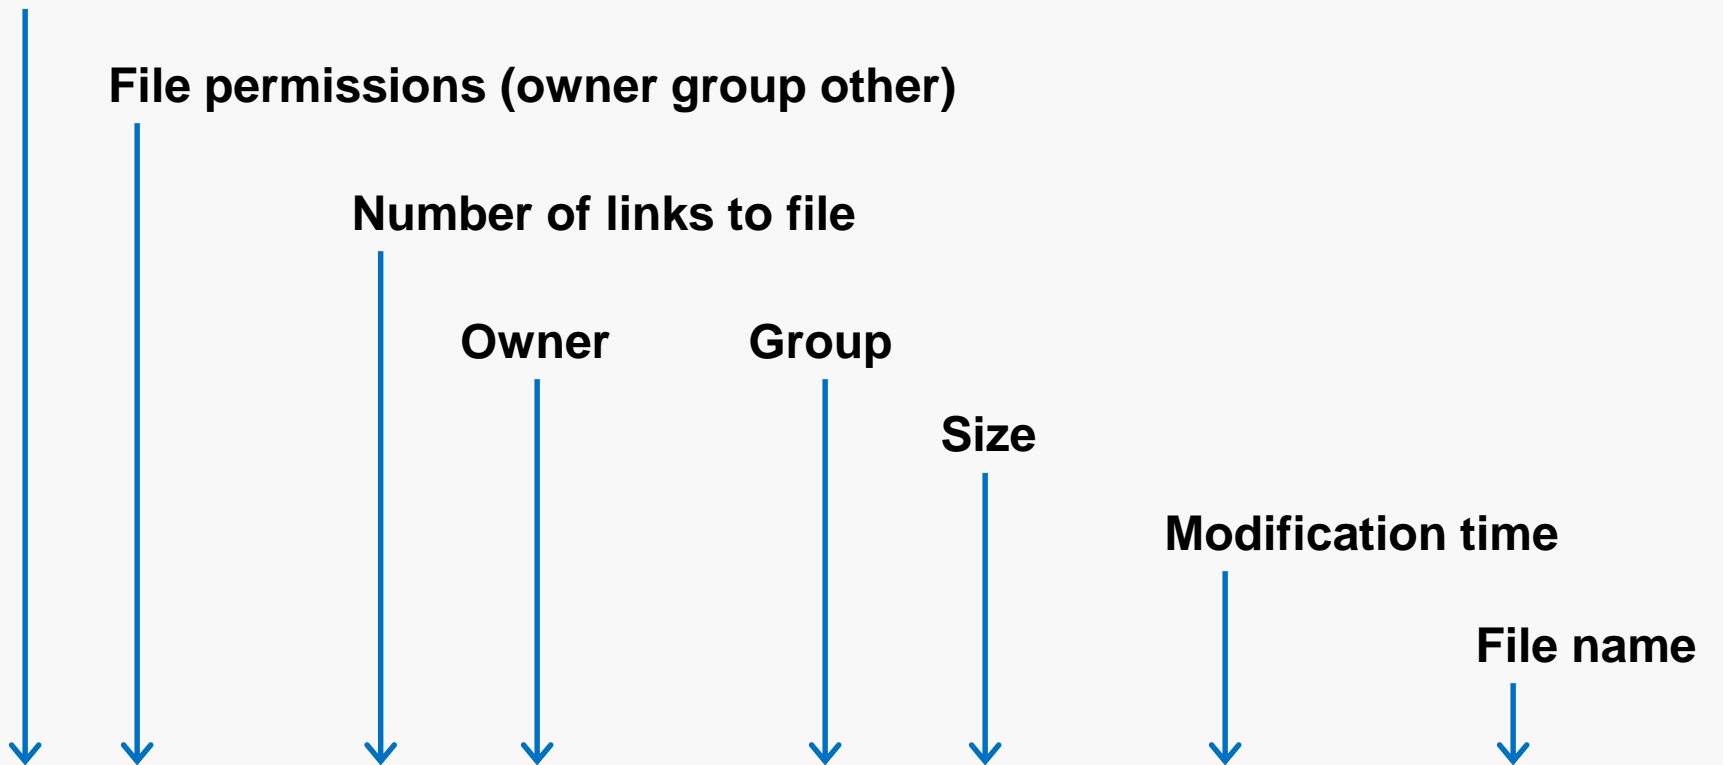 File permissions (owner group other)
Number of links to file
Owner Group
Size
Modification time
File name